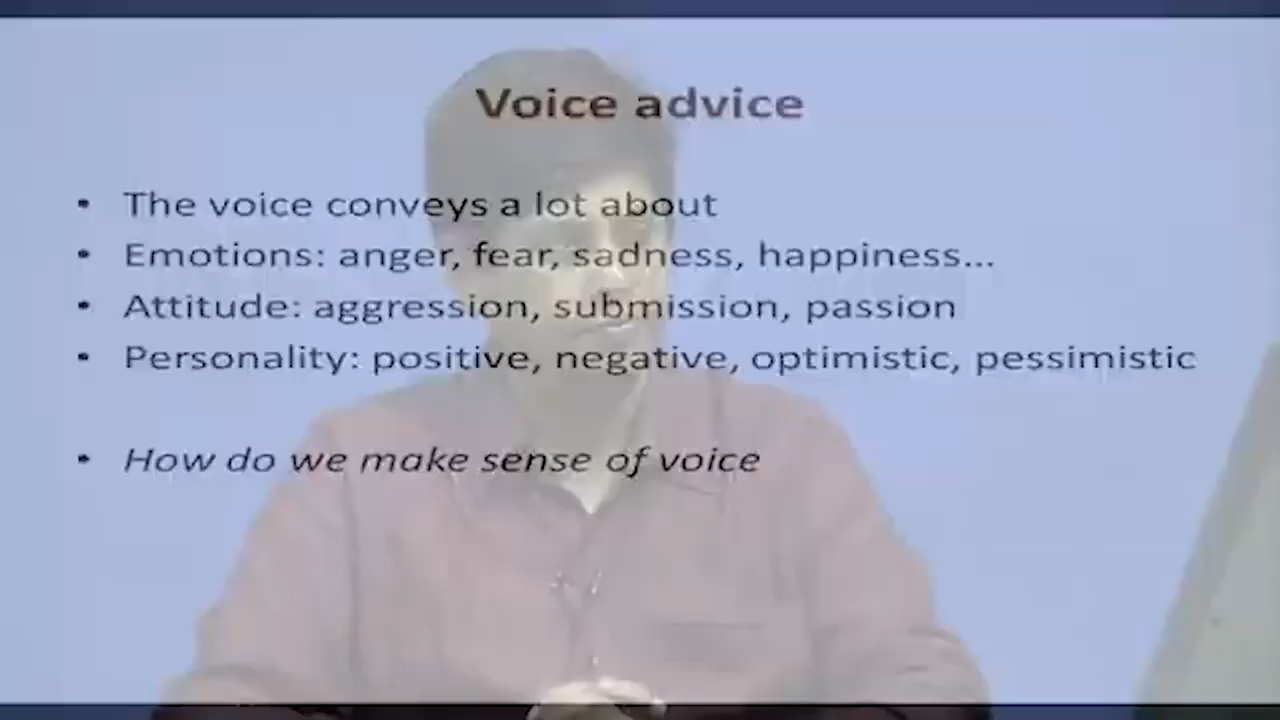 Voice advice
• The voice conveys a lot about
• Emotions: anger, fear, sadness, happiness...
• Attitude: aggression, submission, passion
• Personality: positive, negative, optimistic, pessimistic
• How do we make sense of voice